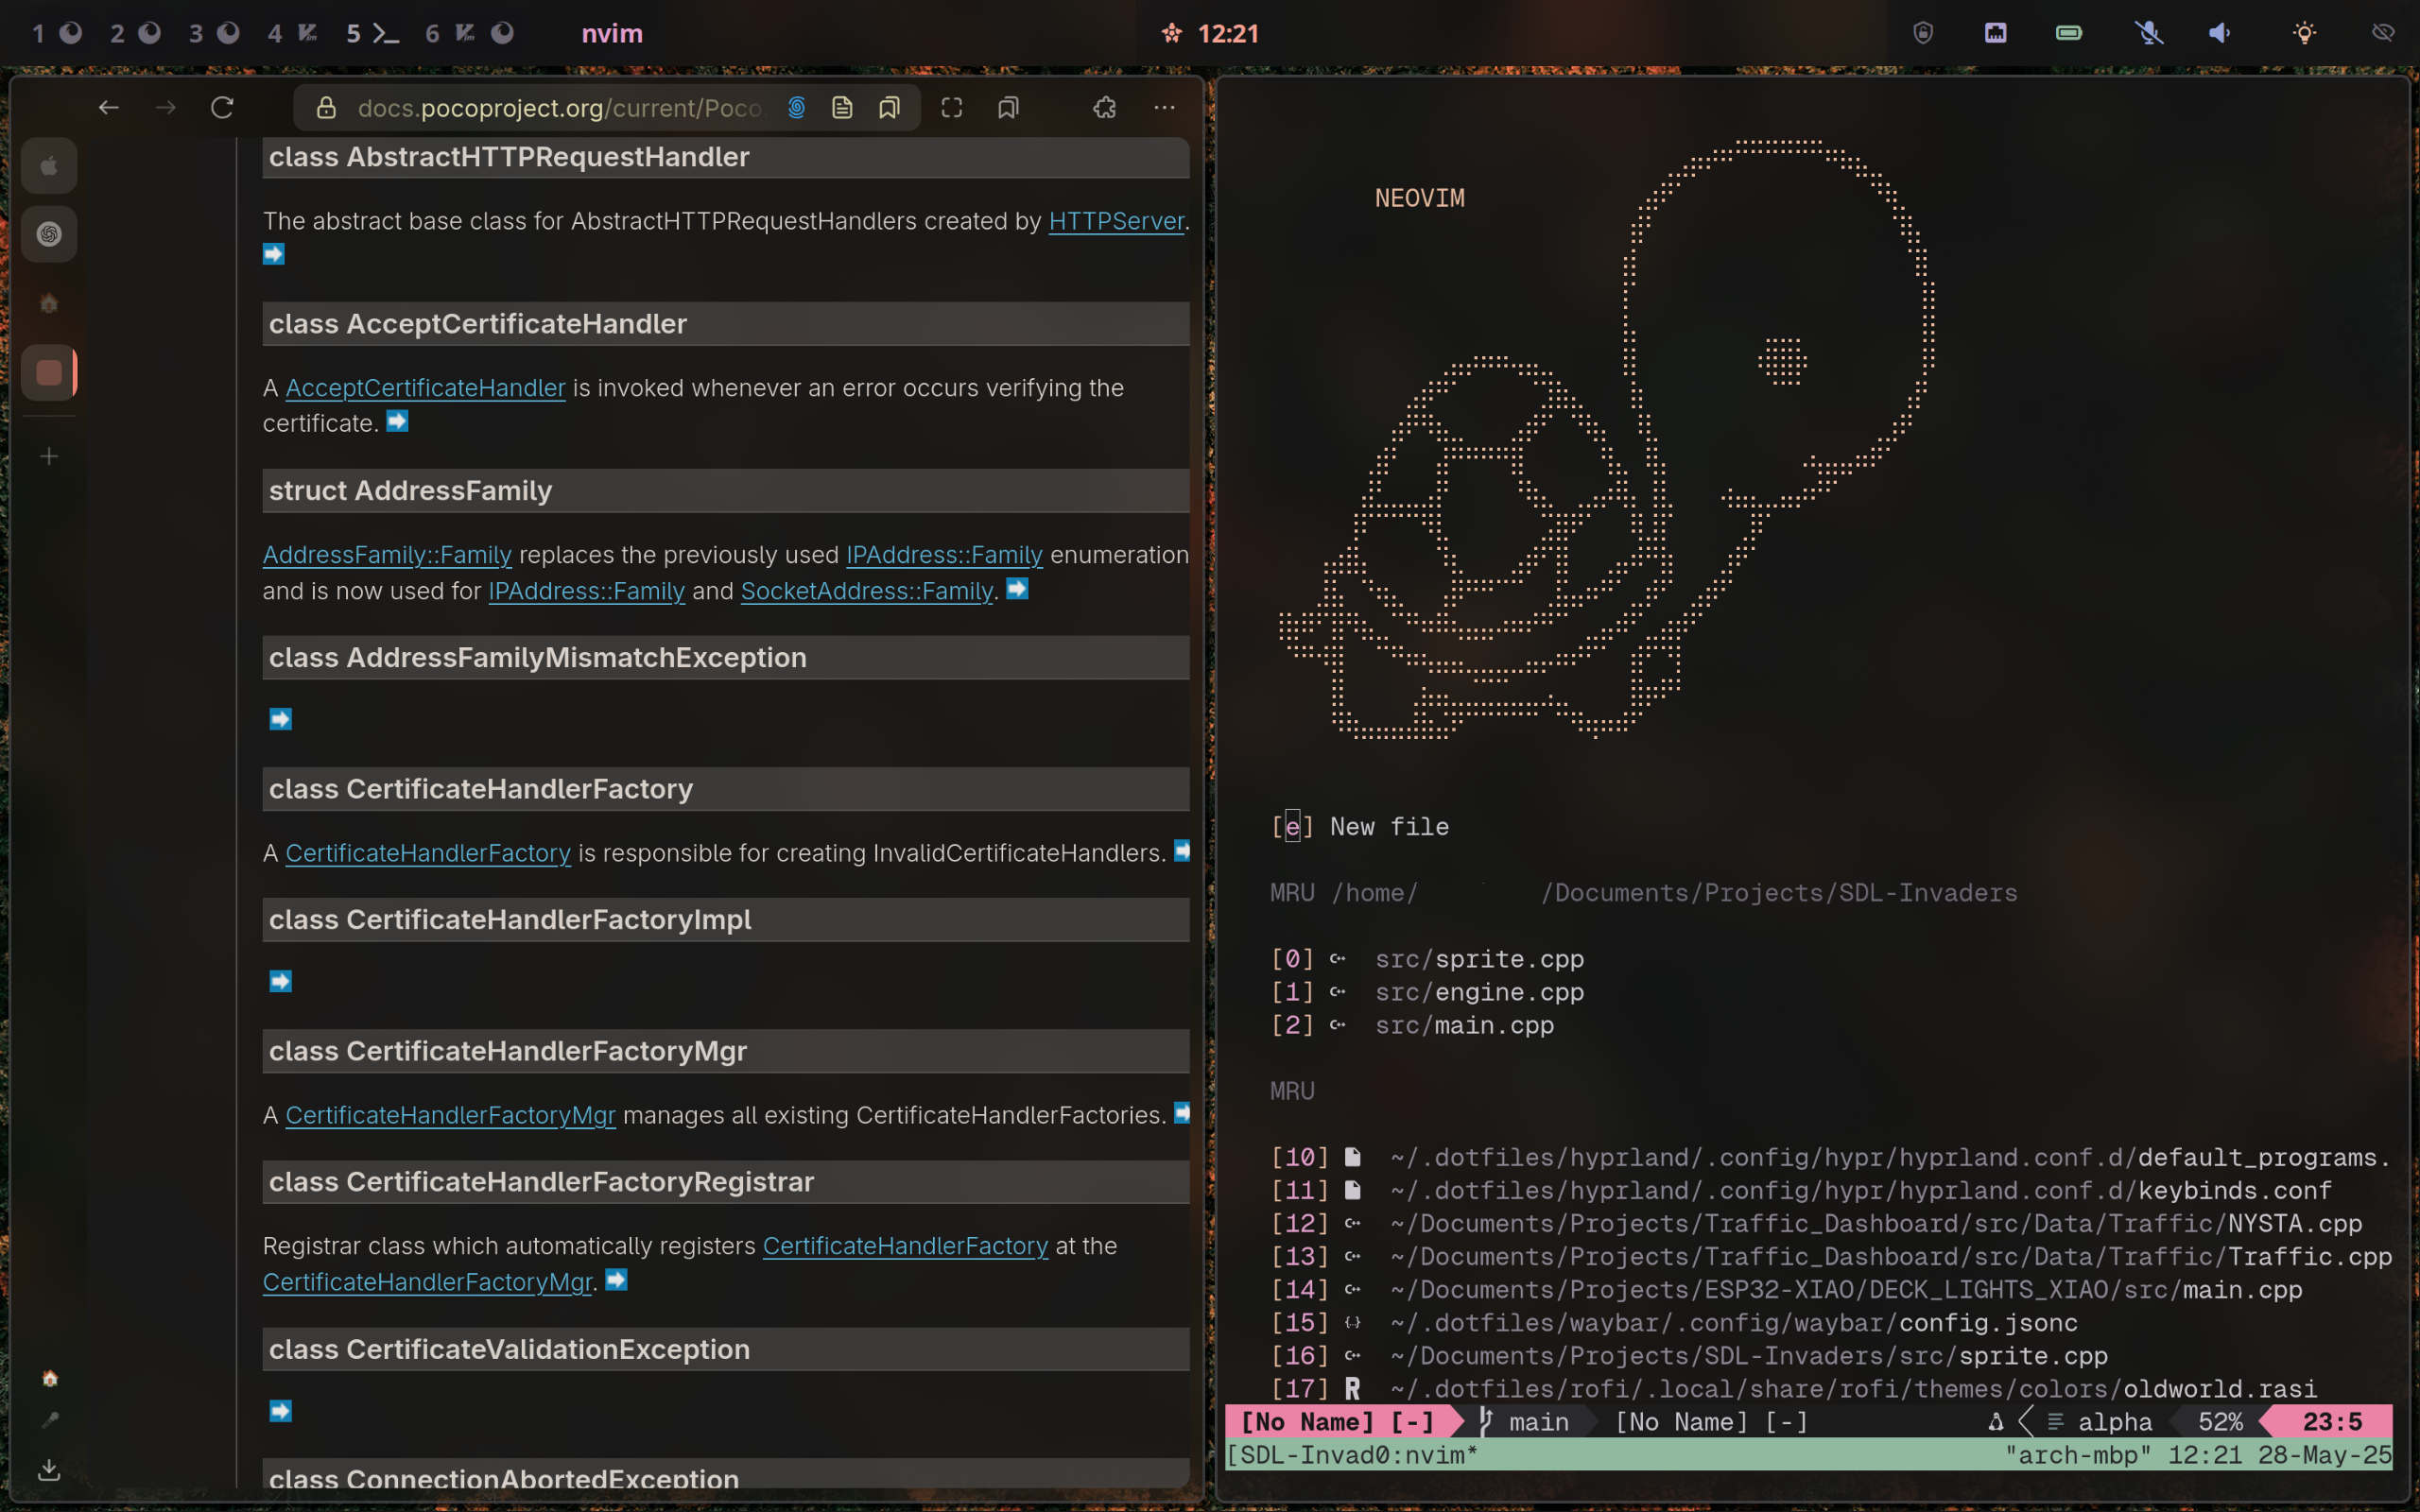 1 2 3 4 5 6 nvim
12:21
docs.pocoproject.org/current/Poco
class AbstractHTTPRequestHandler
The abstract base class for AbstractHTTPRequestHandlers created by HTTPServer.
class AcceptCertificateHandler
A AcceptCertificateHandler is invoked whenever an error occurs verifying the
certificate.
struct AddressFamily
AddressFamily::Family replaces the previously used IPAddress::Family enumeration
and is now used for IPAddress::Family and SocketAddress::Family.
class AddressFamilyMismatchException
class CertificateHandlerFactory
A CertificateHandlerFactory is responsible for creating InvalidCertificateHandlers.
class CertificateHandlerFactoryImpl
class CertificateHandlerFactoryMgr
A CertificateHandlerFactoryMgr manages all existing CertificateHandlerFactories.
class CertificateHandlerFactoryRegistrar
Registrar class which automatically registers CertificateHandlerFactory at the
CertificateHandlerFactoryMgr.
class CertificateValidationException
class ConnectionAbortedException
NEOVIM
[e] New file
MRU /home/ /Documents/Projects/SDL-Invaders
[0] src/sprite.cpp
[1] src/engine.cpp
[2] src/main.cpp
MRU
[10] ~/.dotfiles/hyprland/.config/hypr/hyprland.conf.d/default_programs.
[11] ~/.dotfiles/hyprland/.config/hypr/hyprland.conf.d/keybinds.conf
[12] ~/Documents/Projects/Traffic_Dashboard/src/Data/Traffic/NYSTA.cpp
[13] ~/Documents/Projects/Traffic_Dashboard/src/Data/Traffic/Traffic.cpp
[14] ~/Documents/Projects/ESP32-XIAO/DECK_LIGHTS_XIAO/src/main.cpp
[15] ~/.dotfiles/waybar/.config/waybar/config.jsonc
[16] ~/Documents/Projects/SDL-Invaders/src/sprite.cpp
[17] ~/.dotfiles/rofi/.local/share/rofi/themes/colors/oldworld.rasi
[No Name] [-] main [No Name] [-] alpha 52% 23:5
[SDL-Invad0:nvim* "arch-mbp" 12:21 28-May-25